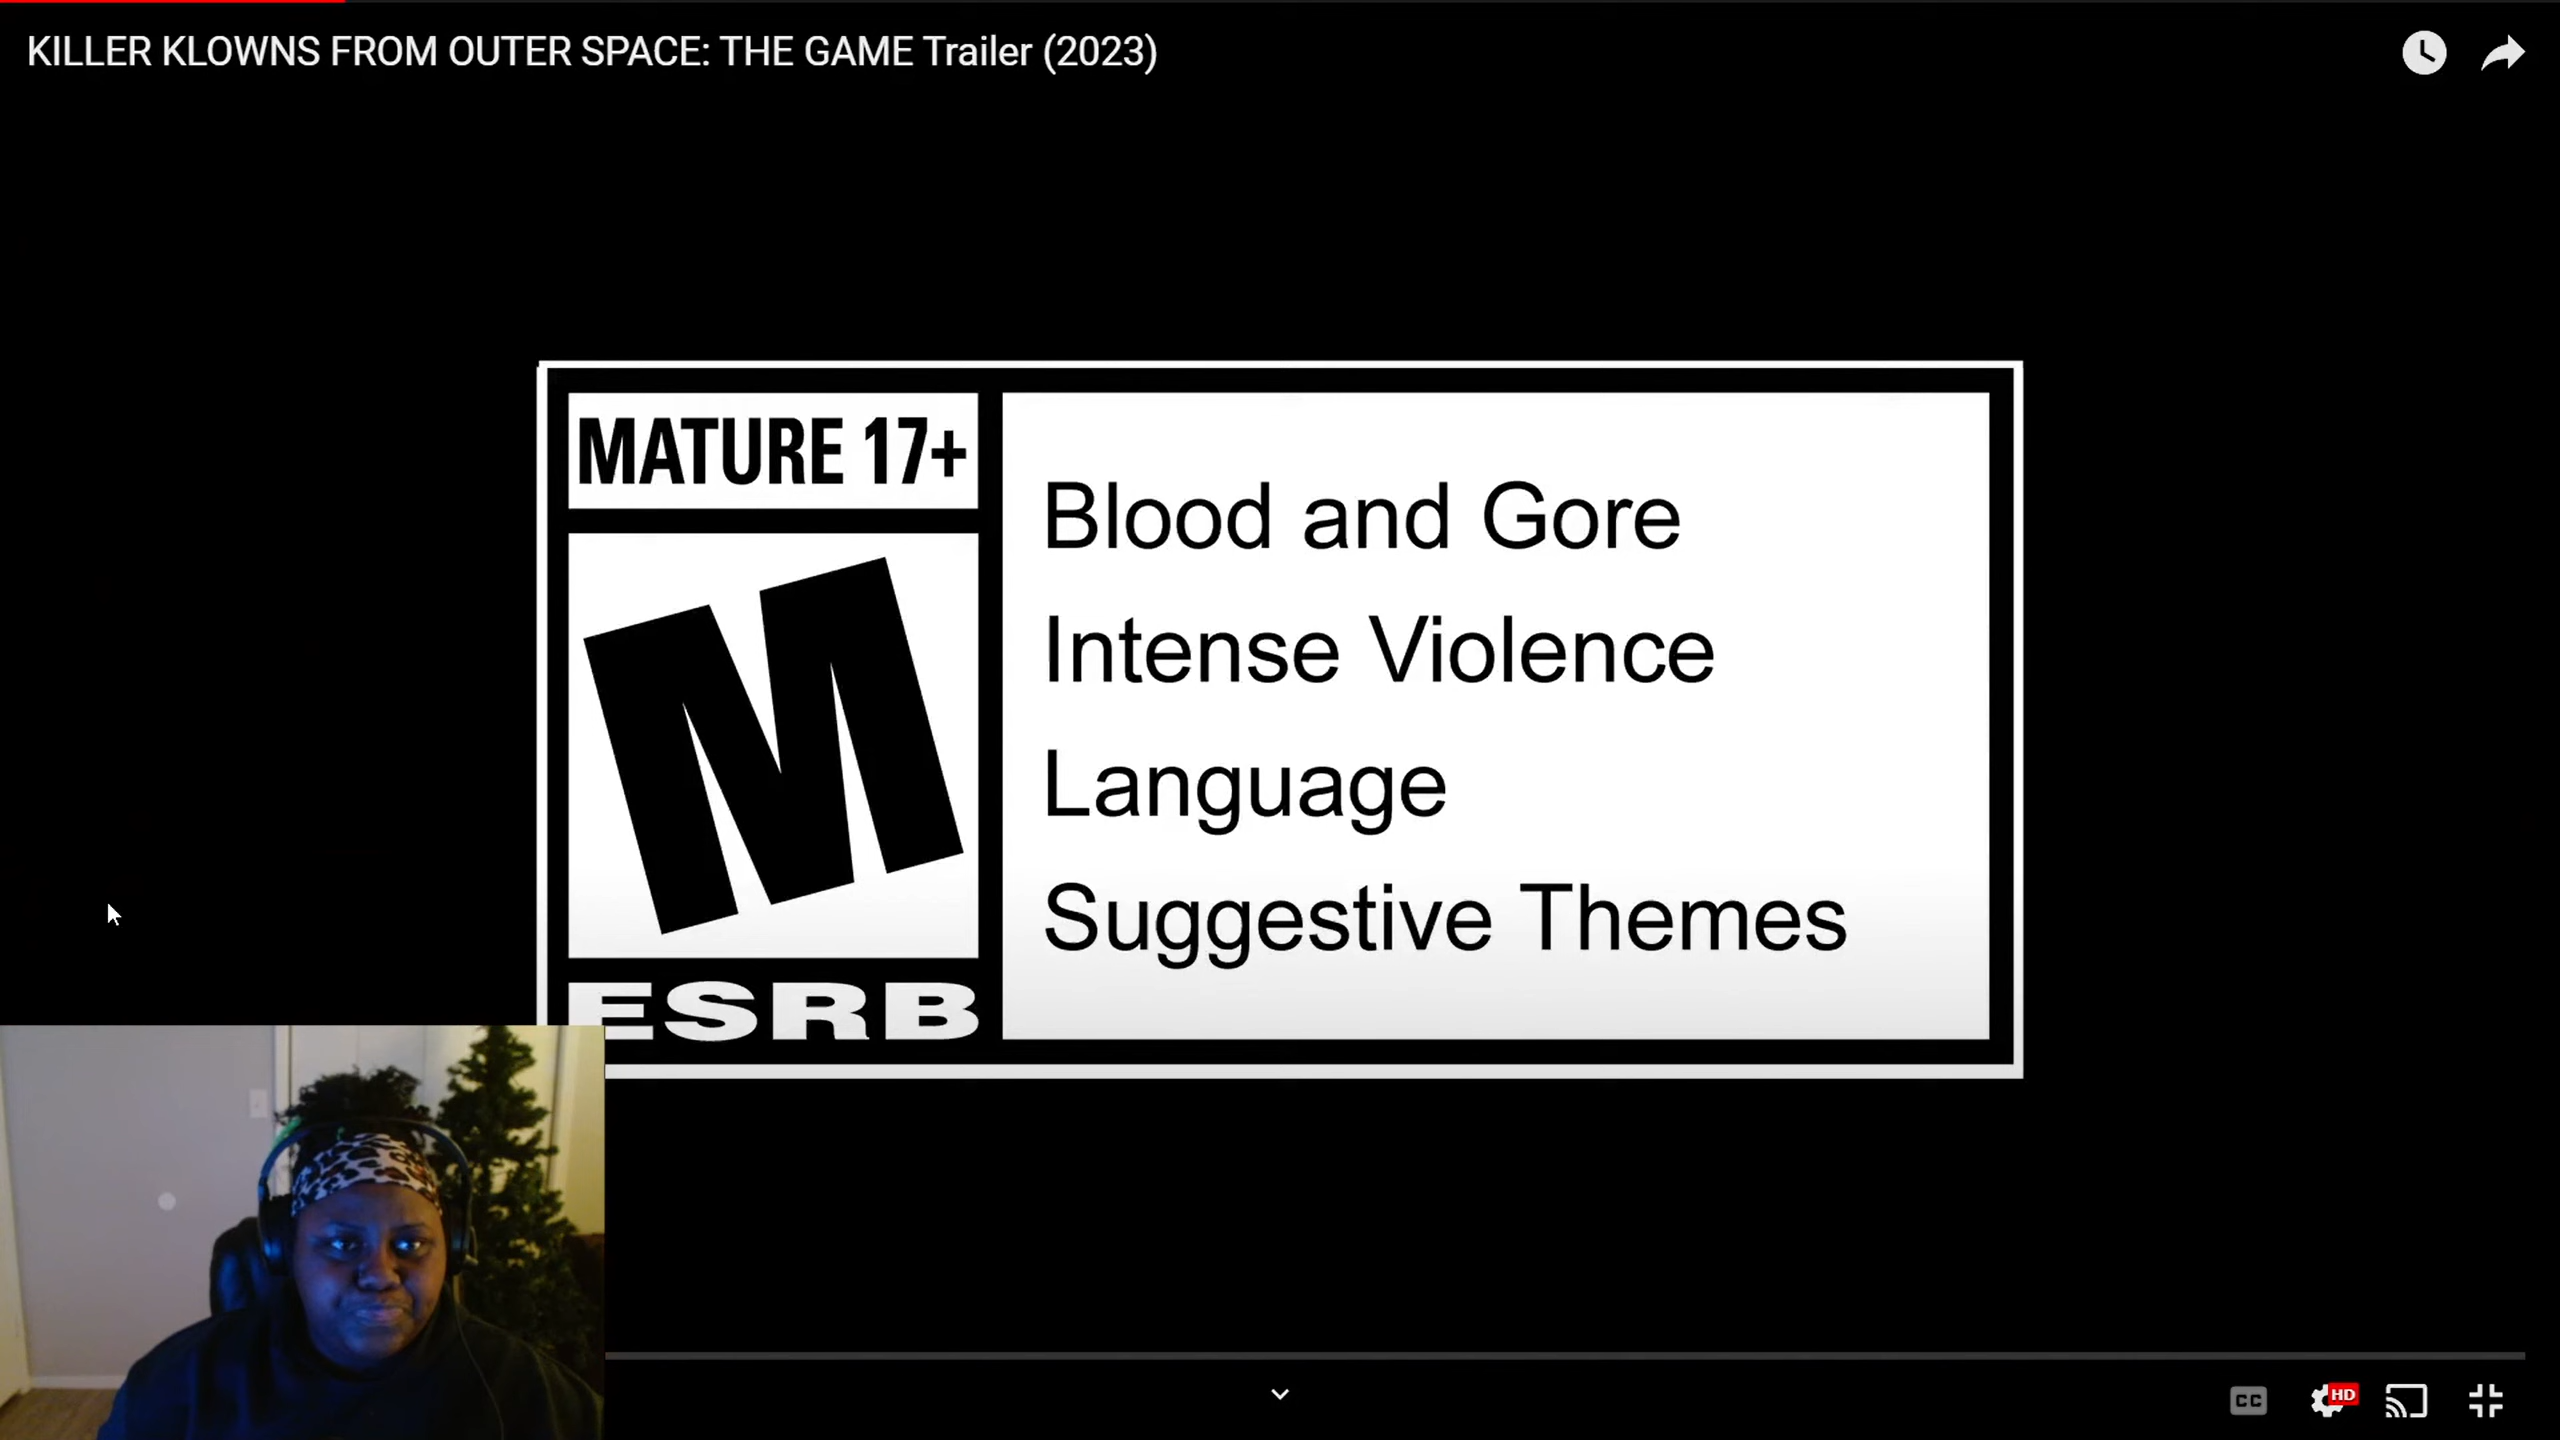 KILLER KLOWNS FROM OUTER SPACE: THE GAME Trailer (2023)
MATURE 17+
M
ESRB
Blood and Gore
Intense Violence
Language
Suggestive Themes
CC
HD